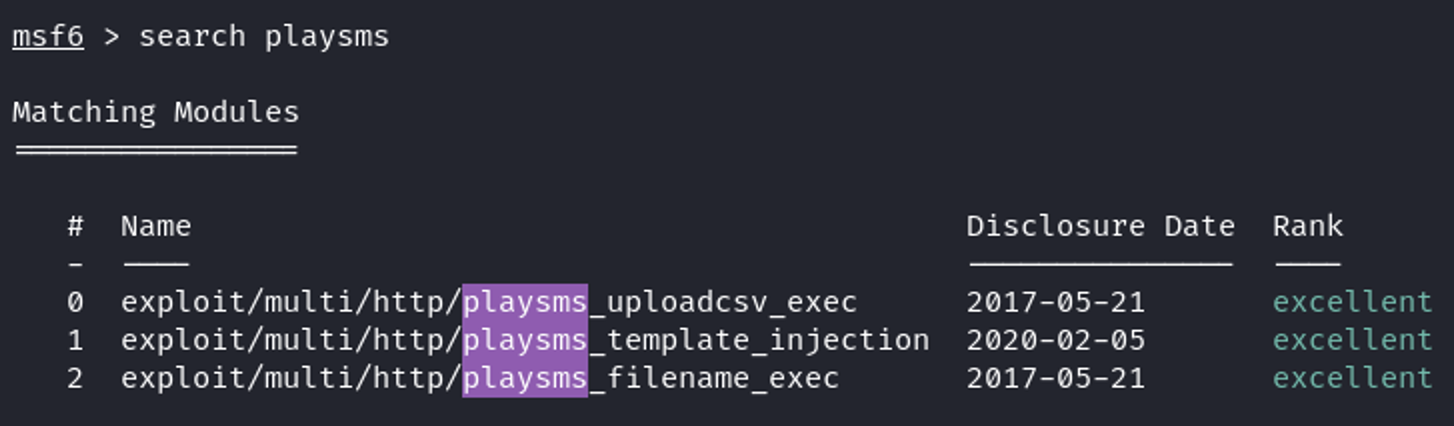 msf6 > search playsms
Matching Modules
================
# Name Disclosure Date Rank
- ---- --------------- ----
0 exploit/multi/http/playsms_uploadcsv_exec 2017-05-21 excellent
1 exploit/multi/http/playsms_template_injection 2020-02-05 excellent
2 exploit/multi/http/playsms_filename_exec 2017-05-21 excellent